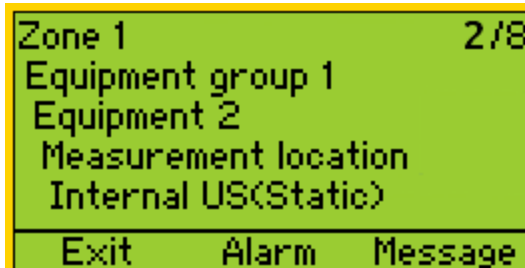 Zone 1 2/8
Equipment group 1
Equipment 2
Measurement location
Internal US(Static)
Exit Alarm Message